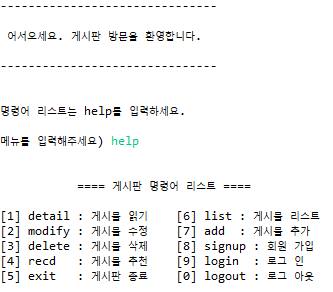 --------------------------------
어서오세요. 게시판 방문을 환영합니다.
--------------------------------
명령어 리스트는 help를 입력하세요.
메뉴를 입력해주세요) help
==== 게시판 명령어 리스트 ====
[1] detail : 게시물 읽기 [6] list : 게시물 리스트
[2] modify : 게시물 수정 [7] add : 게시물 추가
[3] delete : 게시물 삭제 [8] signup : 회원 가입
[4] recd : 게시물 추천 [9] login : 로그 인
[5] exit : 게시판 종료 [0] logout : 로그 아웃